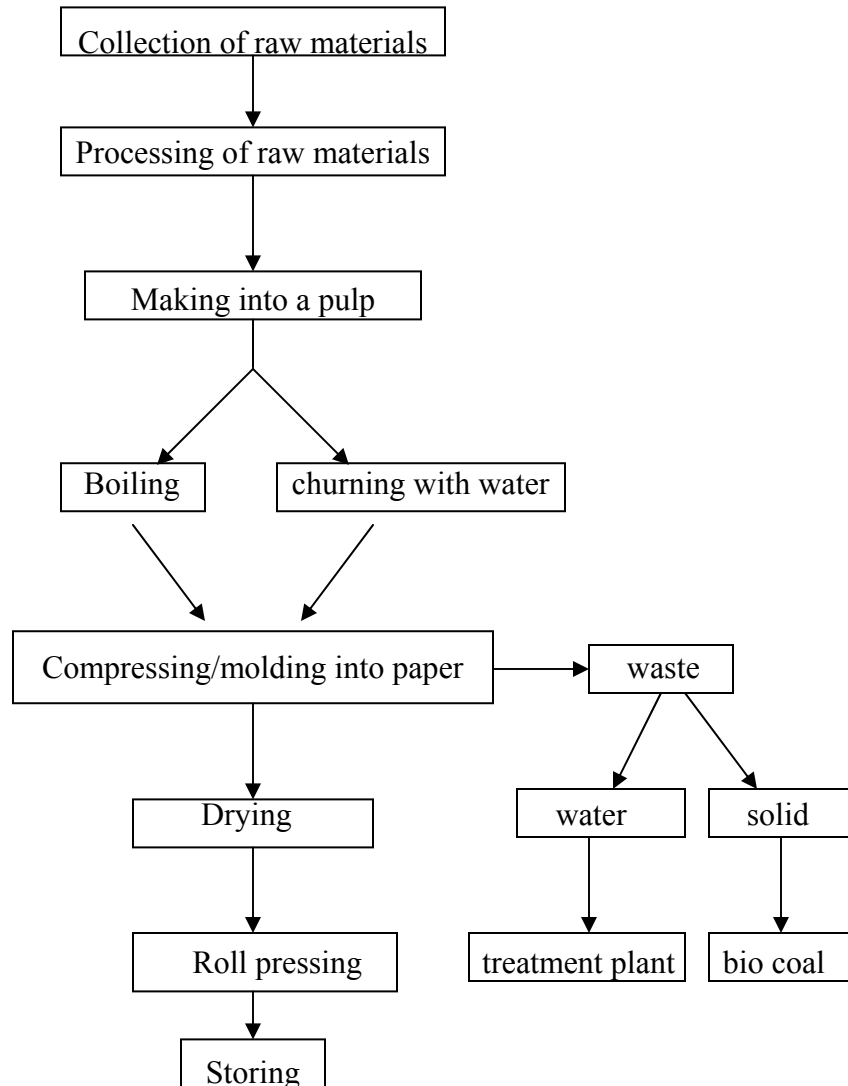 Collection of raw materials
Processing of raw materials
Making into a pulp
Boiling
churning with water
Compressing/molding into paper
waste
Drying
water
solid
Roll pressing
treatment plant
bio coal
Storing